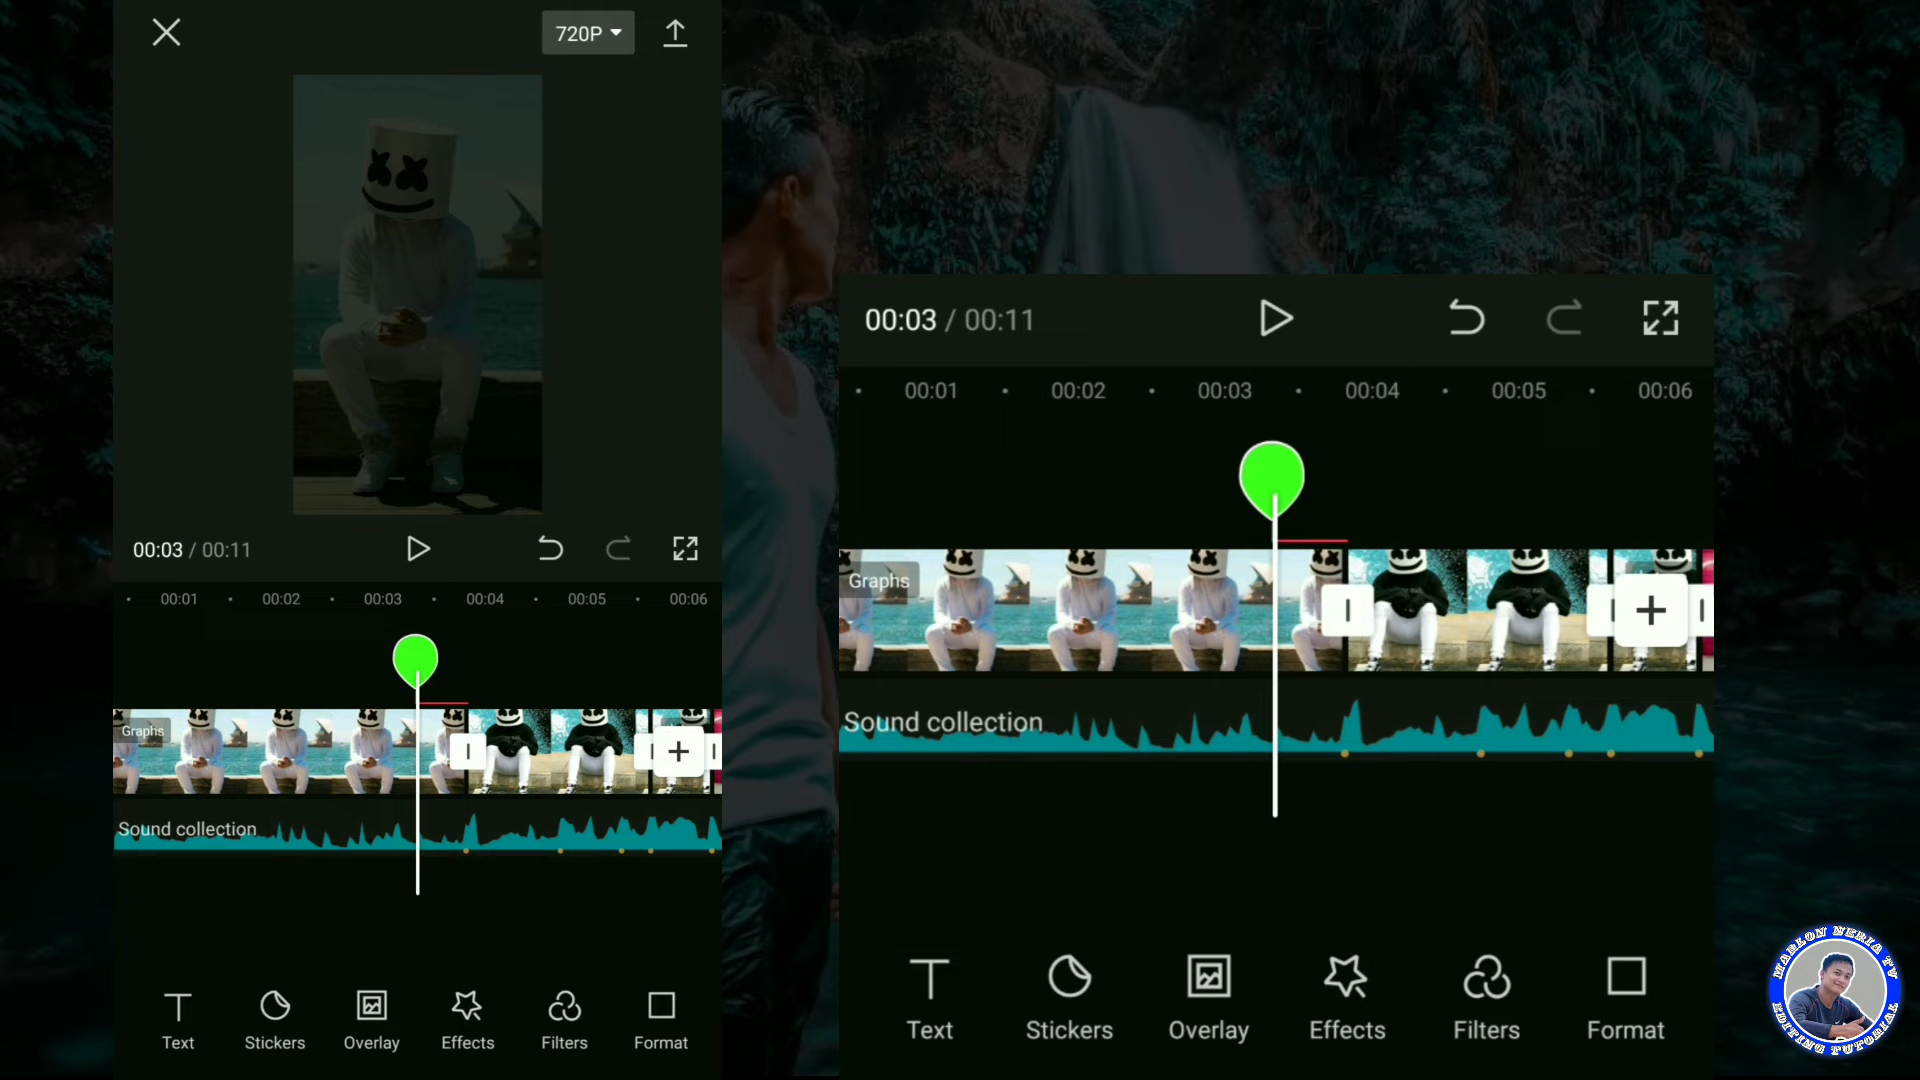 720P
00:03 / 00:11
00:01 00:02 00:03 00:04 00:05 00:06
Graphs
Sound collection
Text Stickers Overlay Effects Filters Format
00:03 / 00:11
00:01 00:02 00:03 00:04 00:05 00:06
Graphs
Sound collection
Text Stickers Overlay Effects Filters Format
MARLON NERIA TV
EDITING TUTORIAL